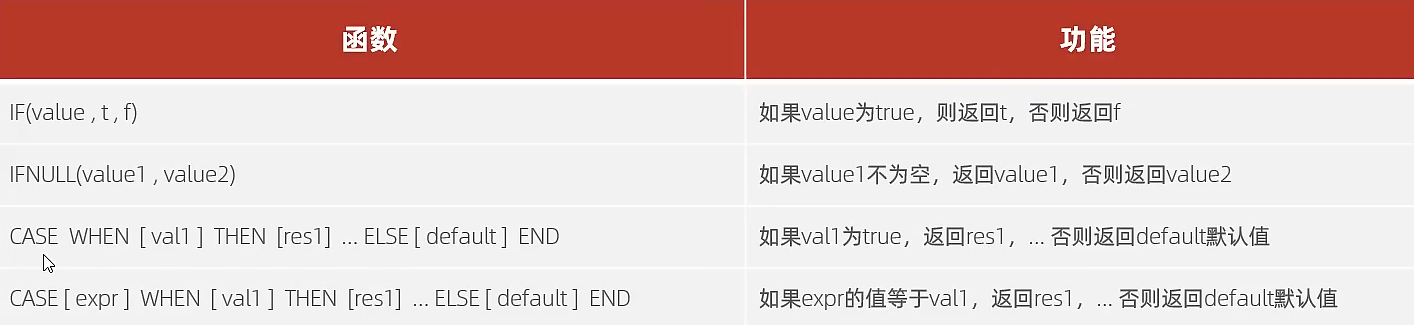 函数 功能
IF(value , t , f) 如果value为true，则返回t，否则返回f
IFNULL(value1 , value2) 如果value1不为空，返回value1，否则返回value2
CASE WHEN [ val1 ] THEN [res1] ... ELSE [ default ] END 如果val1为true，返回res1，... 否则返回default默认值
CASE [ expr ] WHEN [ val1 ] THEN [res1] ... ELSE [ default ] END 如果expr的值等于val1，返回res1，... 否则返回default默认值